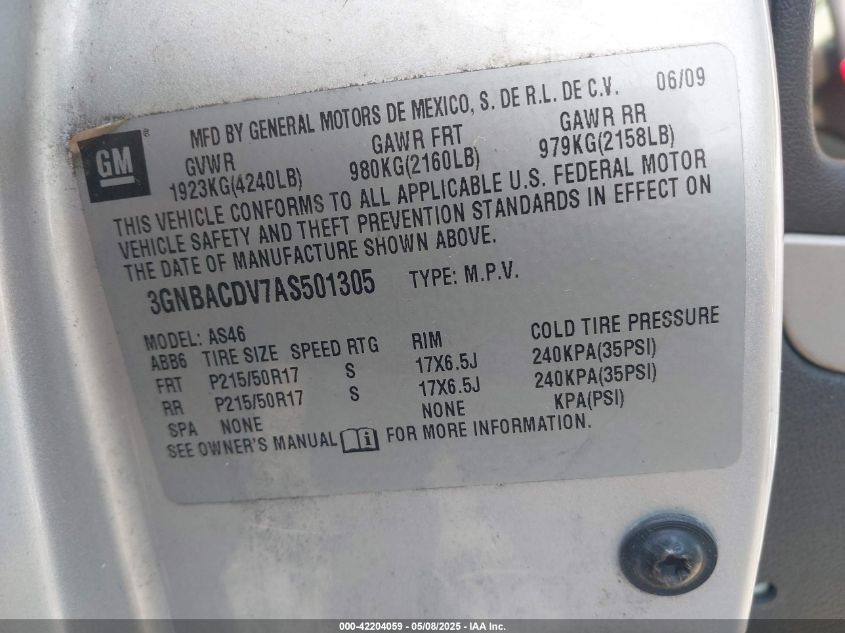 GM
®
MFD BY GENERAL MOTORS DE MEXICO, S. DE R.L. DE C.V. 06/09
GVWR GAWR FRT GAWR RR
1923KG(4240LB) 980KG(2160LB) 979KG(2158LB)
THIS VEHICLE CONFORMS TO ALL APPLICABLE U.S. FEDERAL MOTOR
VEHICLE SAFETY AND THEFT PREVENTION STANDARDS IN EFFECT ON
THE DATE OF MANUFACTURE SHOWN ABOVE.
3GNBACDV7AS501305 TYPE: M.P.V.
MODEL: AS46
ABB6 TIRE SIZE SPEED RTG RIM COLD TIRE PRESSURE
FRT P215/50R17 S 17X6.5J 240KPA(35PSI)
RR P215/50R17 S 17X6.5J 240KPA(35PSI)
SPA NONE NONE KPA(PSI)
SEE OWNER'S MANUAL FOR MORE INFORMATION.
000-42204059 — 05/08/2025 — IAA Inc.